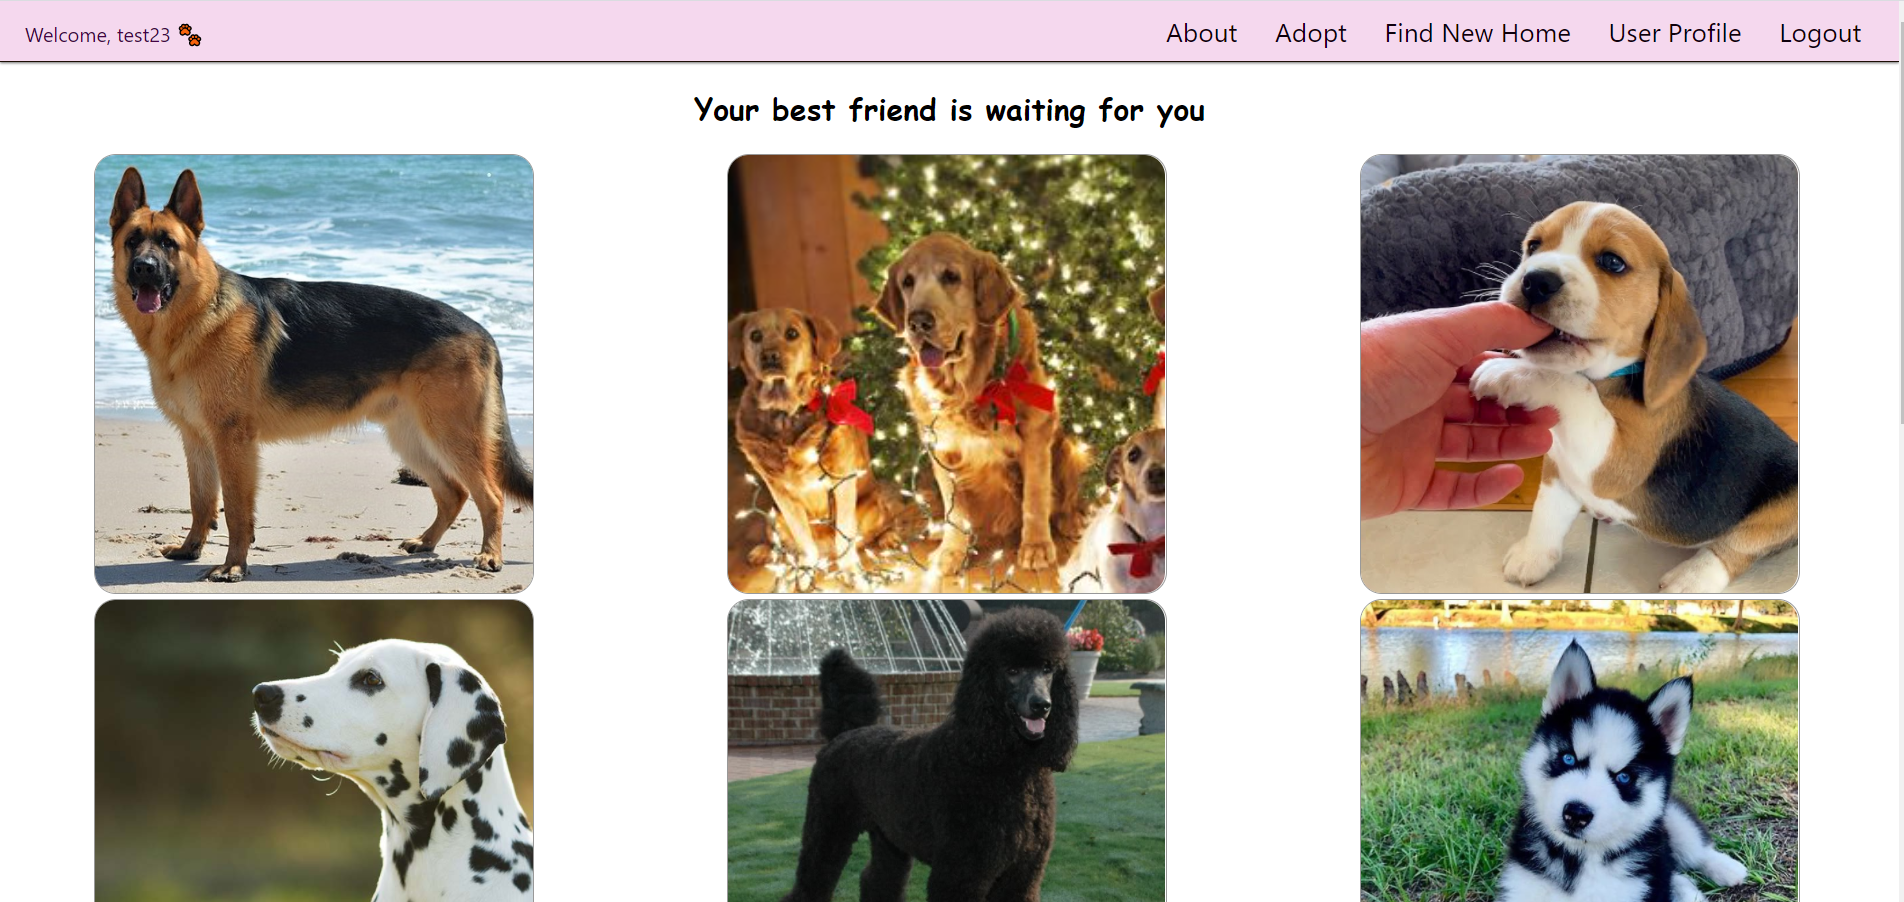 Welcome, test23
About Adopt Find New Home User Profile Logout
Your best friend is waiting for you